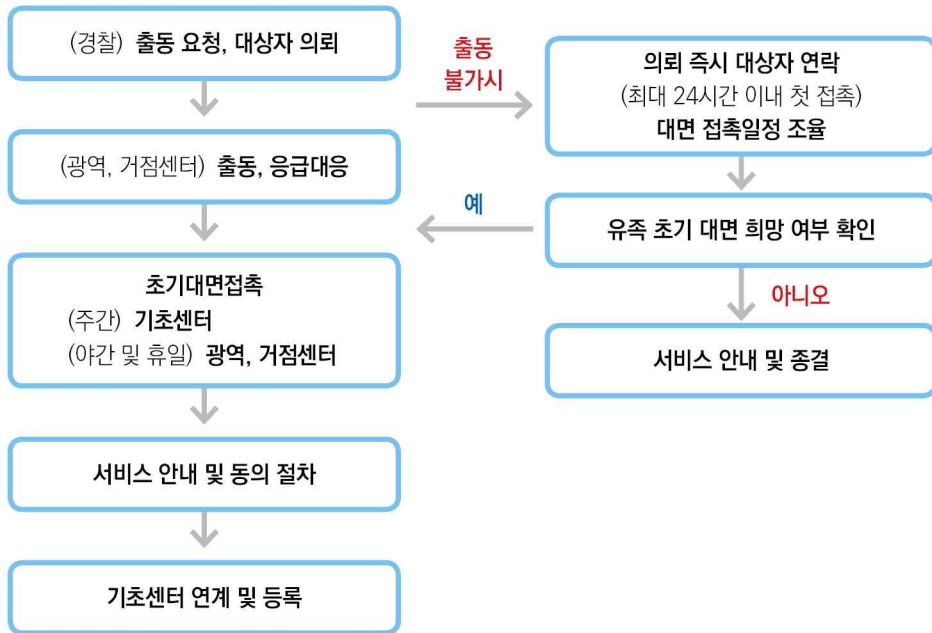 (경찰) 출동 요청, 대상자 의뢰
출동
불가시
의뢰 즉시 대상자 연락
(최대 24시간 이내 첫 접촉)
대면 접촉일정 조율
(광역, 거점센터) 출동, 응급대응
예
유족 초기 대면 희망 여부 확인
초기대면접촉
(주간) 기초센터
(야간 및 휴일) 광역, 거점센터
아니오
서비스 안내 및 종결
서비스 안내 및 동의 절차
기초센터 연계 및 등록